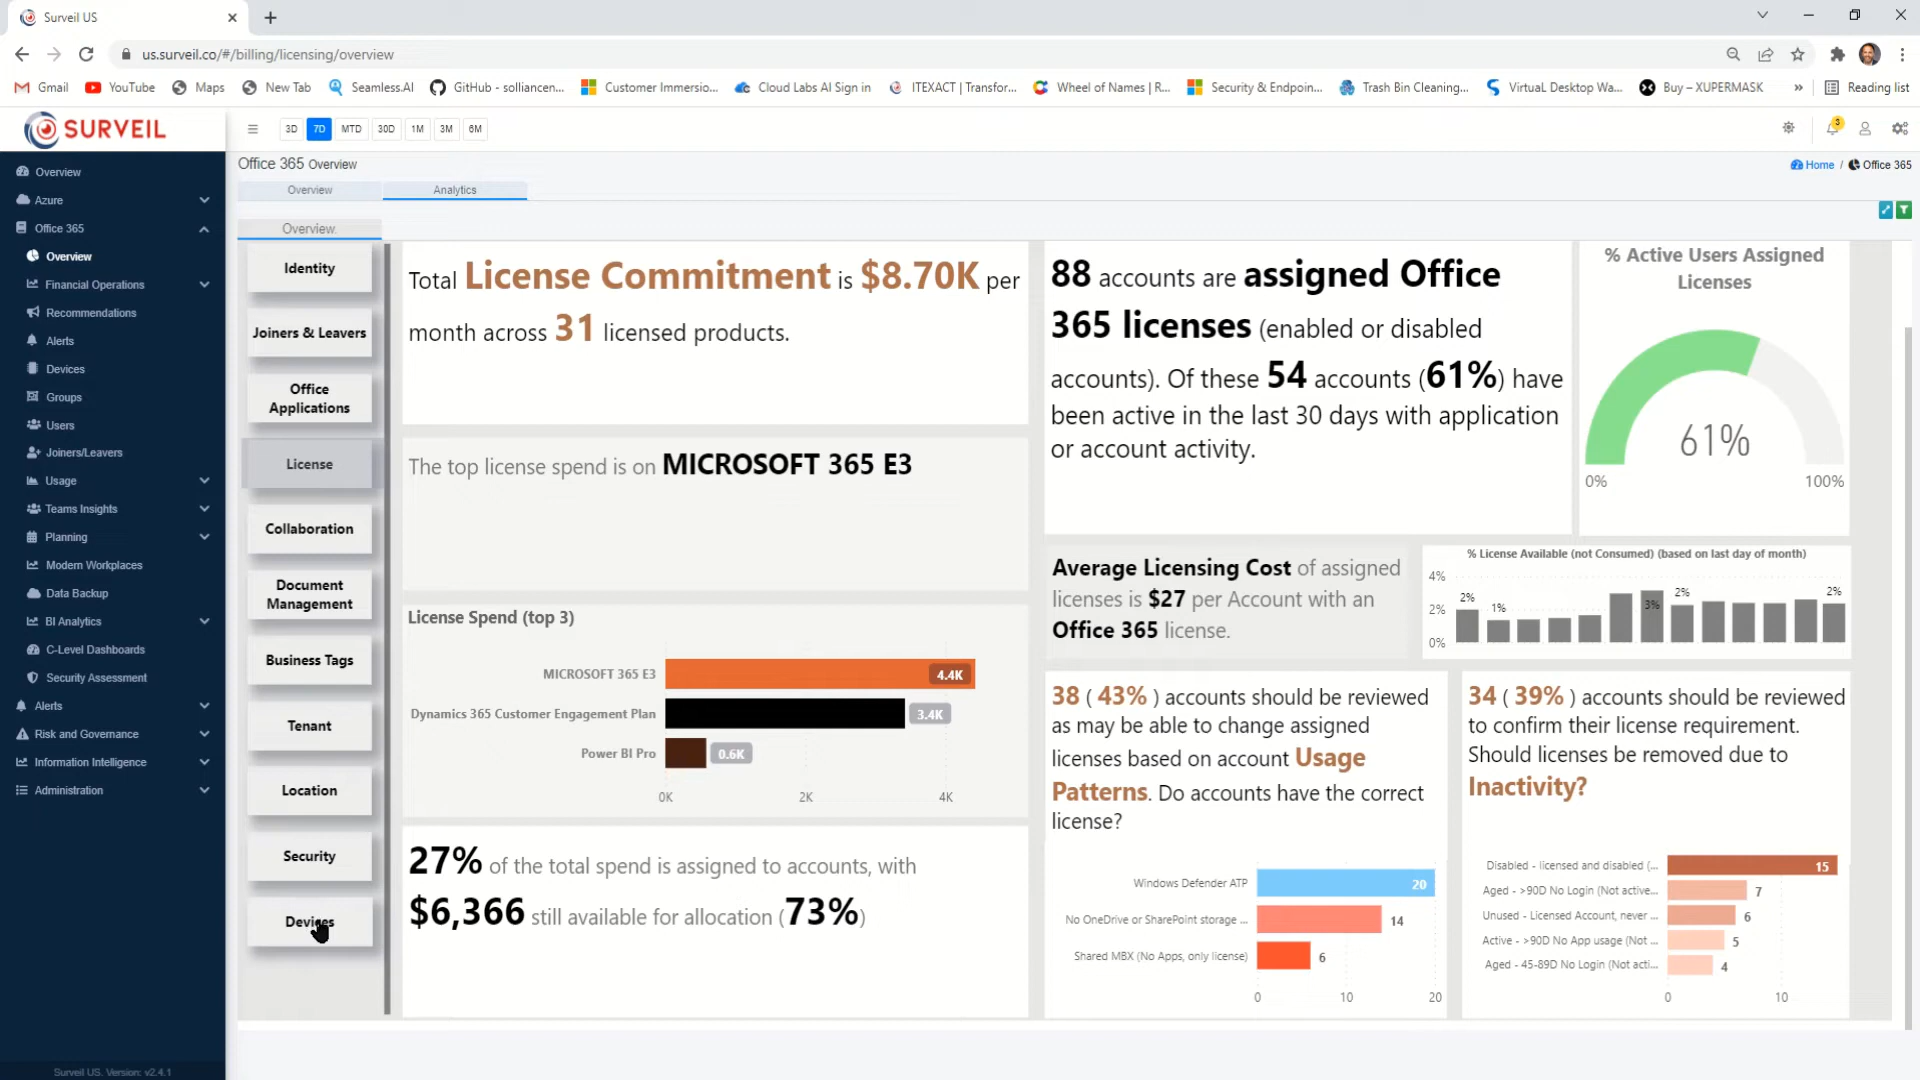 Surveil US
us.surveil.co/#/billing/licensing/overview
Gmail
YouTube
Maps
New Tab
Seamless.AI
GitHub - solliancen...
Customer Immersio...
Cloud Labs AI Sign in
ITEXACT | Transfor...
Wheel of Names | R...
Security & Endpoin...
Trash Bin Cleaning...
VirtuaL Desktop Wa...
Buy – XUPERMASK
»
Reading list
SURVEIL
3D 7D MTD 30D 1M 3M 6M
3
Office 365 Overview
Home / Office 365
Overview
Analytics
Overview.
Overview
Azure
Office 365
Overview
Financial Operations
Recommendations
Alerts
Devices
Groups
Users
Joiners/Leavers
Usage
Teams Insights
Planning
Modern Workplaces
Data Backup
BI Analytics
C-Level Dashboards
Security Assessment
Alerts
Risk and Governance
Information Intelligence
Administration
Surveil US. Version: v2.4.1
Identity
Joiners & Leavers
Office
Applications
License
Collaboration
Document
Management
Business Tags
Tenant
Location
Security
Devices
Total License Commitment is $8.70K per
month across 31 licensed products.
The top license spend is on MICROSOFT 365 E3
License Spend (top 3)
MICROSOFT 365 E3 4.4K
Dynamics 365 Customer Engagement Plan 3.4K
Power BI Pro 0.6K
0K 2K 4K
27% of the total spend is assigned to accounts, with
$6,366 still available for allocation (73%)
88 accounts are assigned Office
365 licenses (enabled or disabled
accounts). Of these 54 accounts (61%) have
been active in the last 30 days with application
or account activity.
% Active Users Assigned
Licenses
61%
0% 100%
Average Licensing Cost of assigned
licenses is $27 per Account with an
Office 365 license.
% License Available (not Consumed) (based on last day of month)
4%
2%
0%
2% 1% 3% 2% 2%
38 ( 43% ) accounts should be reviewed
as may be able to change assigned
licenses based on account Usage
Patterns. Do accounts have the correct
license?
Windows Defender ATP 20
No OneDrive or SharePoint storage ... 14
Shared MBX (No Apps, only license) 6
0 10 20
34 ( 39% ) accounts should be reviewed
to confirm their license requirement.
Should licenses be removed due to
Inactivity?
Disabled - licensed and disabled (... 15
Aged - >90D No Login (Not active... 7
Unused - Licensed Account, never ... 6
Active - >90D No App usage (Not ... 5
Aged - 45-89D No Login (Not acti... 4
0 10